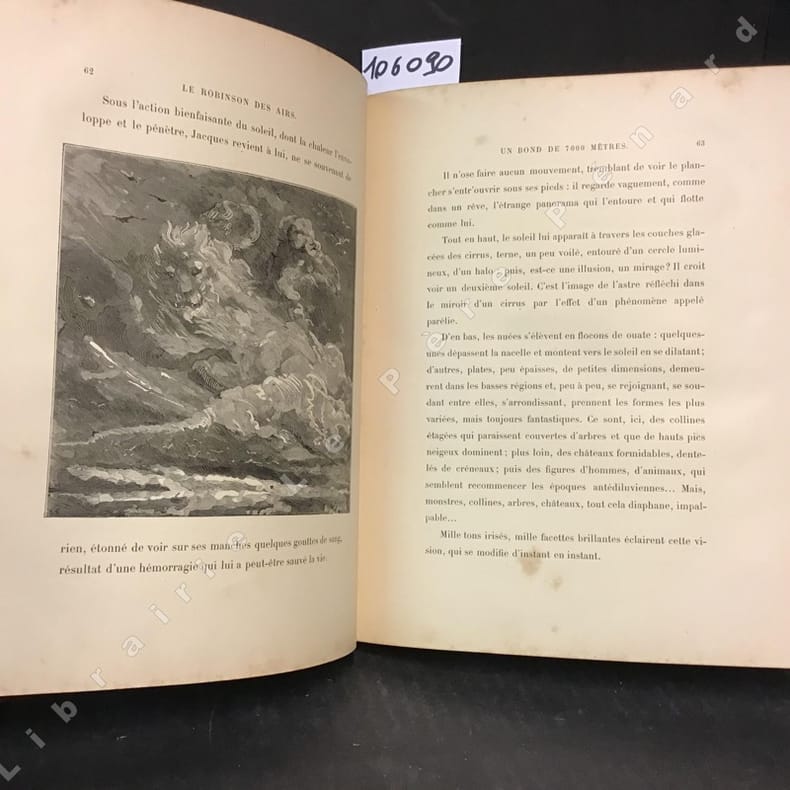 106090
62
LE ROBINSON DES AIRS.
Sous l'action bienfaisante du soleil, dont la chaleur l'enve-
loppe et le pénètre, Jacques revient à lui, ne se souvenant de
rien, étonné de voir sur ses manches quelques gouttes de sang,
résultat d'une hémorragie qui lui a peut-être sauvé la vie.
UN BOND DE 7000 MÈTRES.
63
Il n'ose faire aucun mouvement, tremblant de voir le plan-
cher s'entr'ouvrir sous ses pieds : il regarde vaguement, comme
dans un rêve, l'étrange panorama qui l'entoure et qui flotte
comme lui.
Tout en haut, le soleil lui apparaît à travers les couches gla-
cées des cirrus, terne, un peu voilé, entouré d'un cercle lumi-
neux, d'un halo; puis, est-ce une illusion, un mirage? Il croit
voir un deuxième soleil. C'est l'image de l'astre réfléchi dans
le miroir d'un cirrus par l'effet d'un phénomène appelé
parélie.
D'en bas, les nuées s'élèvent en flocons de ouate : quelques-
unes dépassent la nacelle et montent vers le soleil en se dilatant;
d'autres, plates, peu épaisses, de petites dimensions, demeu-
rent dans les basses régions et, peu à peu, se rejoignant, se sou-
dant entre elles, s'arrondissant, prennent les formes les plus
variées, mais toujours fantastiques. Ce sont, ici, des collines
étagées qui paraissent couvertes d'arbres et que de hauts pics
neigeux dominent; plus loin, des châteaux formidables, dente-
lés de créneaux; puis des figures d'hommes, d'animaux, qui
semblent recommencer les époques antédiluviennes... Mais,
monstres, collines, arbres, châteaux, tout cela diaphane, impal-
pable...
Mille tons irisés, mille facettes brillantes éclairent cette vi-
sion, qui se modifie d'instant en instant.
Librairie Le Père Pénard